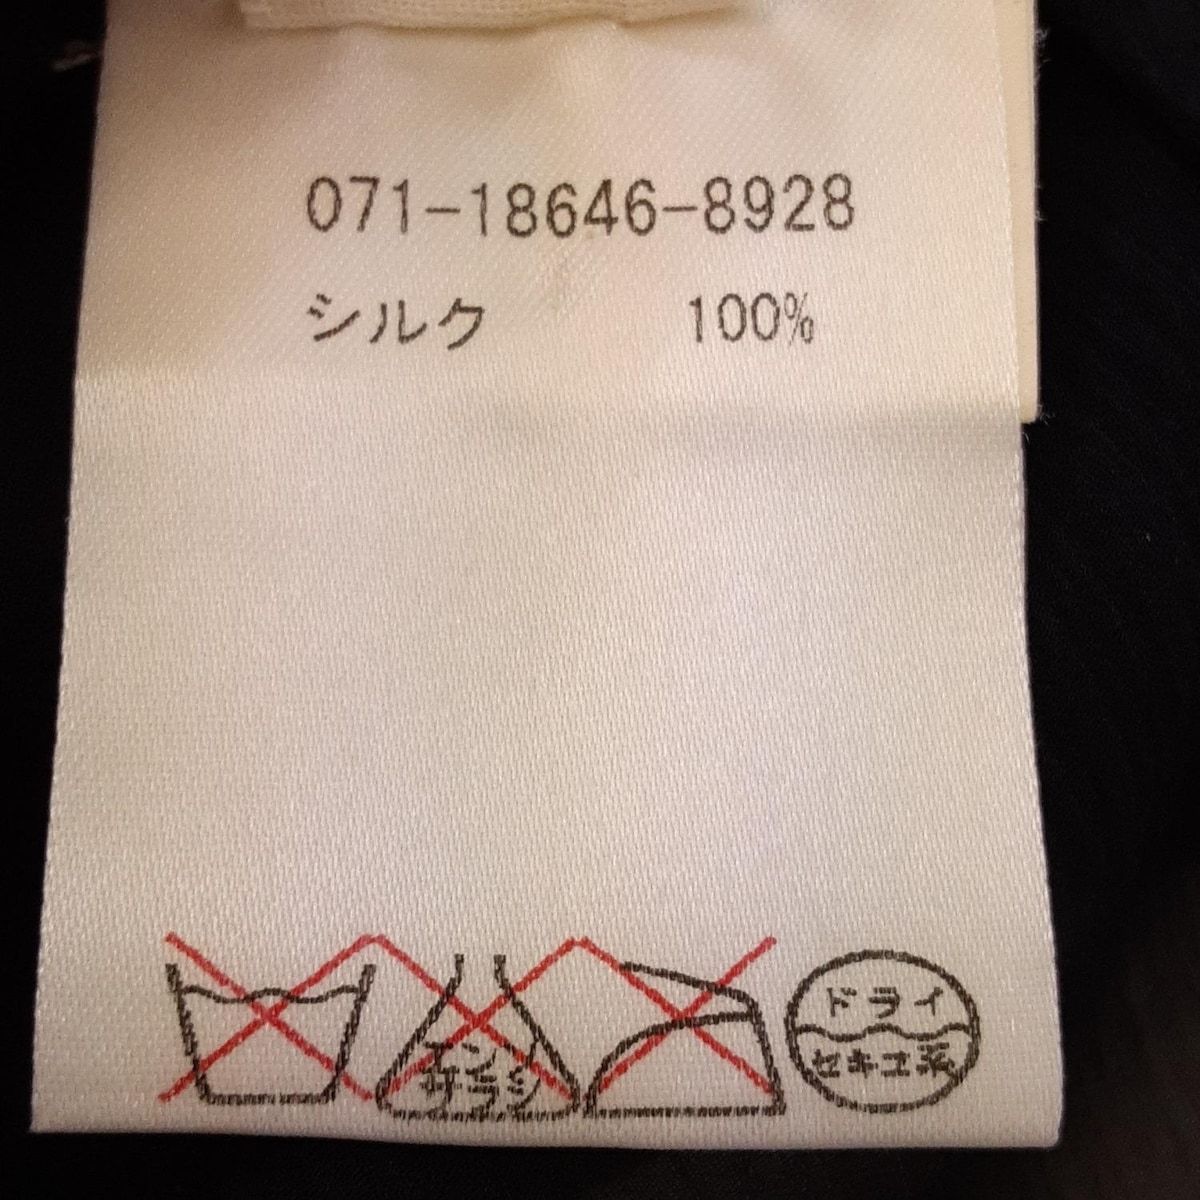 071-18646-8928
シルク 100%
エンソ
サラシ
ドライ
セキユ系